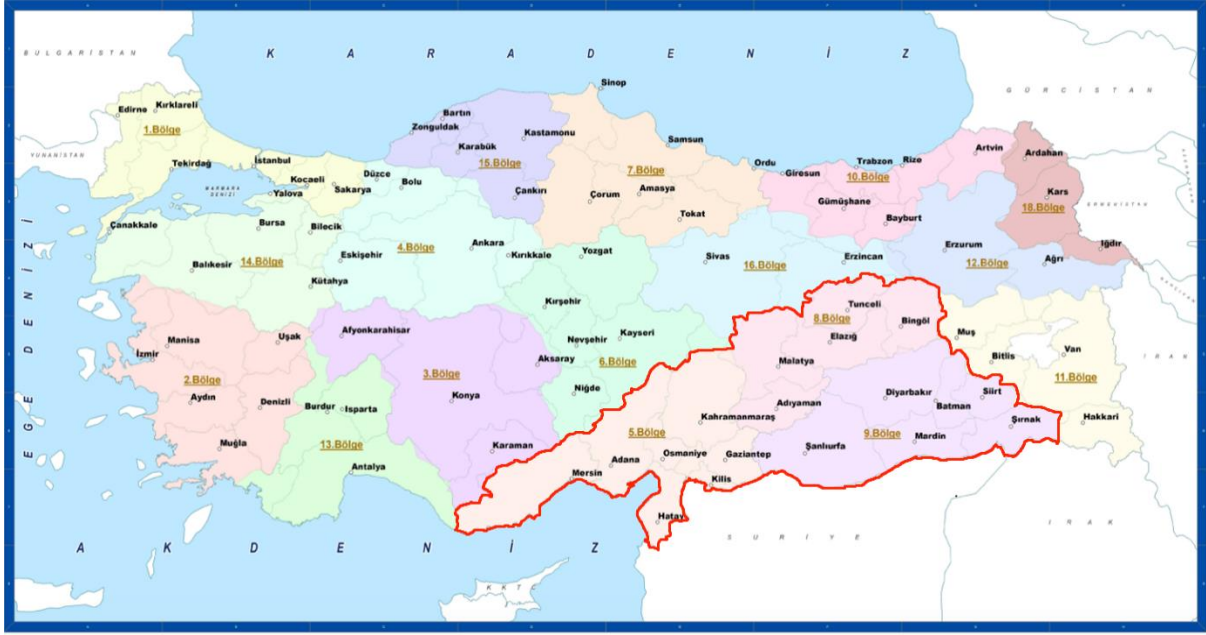 BULGARİSTAN
KARADENİZ
GÜRCİSTAN
YUNANİSTAN
MARMARA
DENİZİ
EGE DENİZİ
AKDENİZ
KKTC
SURİYE
IRAK
İRAN
ERMENİSTAN
Edirne
Kırklareli
1.Bölge
Tekirdağ
İstanbul
Kocaeli
Sakarya
Yalova
Çanakkale
Bursa
Bilecik
Balıkesir
14.Bölge
Kütahya
Düzce
Bolu
Eskişehir
4.Bölge
Ankara
Kırıkkale
Bartın
Zonguldak
Karabük
Kastamonu
15.Bölge
Çankırı
Sinop
Samsun
7.Bölge
Çorum
Amasya
Tokat
Ordu
Giresun
Trabzon
Rize
Artvin
10.Bölge
Gümüşhane
Bayburt
Ardahan
Kars
18.Bölge
Iğdır
Erzurum
12.Bölge
Ağrı
Sivas
16.Bölge
Erzincan
Yozgat
Kırşehir
Nevşehir
Kayseri
Aksaray
6.Bölge
Niğde
Afyonkarahisar
3.Bölge
Konya
Karaman
Manisa
Uşak
İzmir
2.Bölge
Aydın
Denizli
Muğla
Burdur
Isparta
13.Bölge
Antalya
Tunceli
8.Bölge
Bingöl
Elazığ
Malatya
Adıyaman
Kahramanmaraş
5.Bölge
Adana
Osmaniye
Gaziantep
Mersin
Kilis
Hatay
Diyarbakır
Siirt
Batman
Şırnak
9.Bölge
Mardin
Şanlıurfa
Muş
Bitlis
Van
11.Bölge
Hakkari